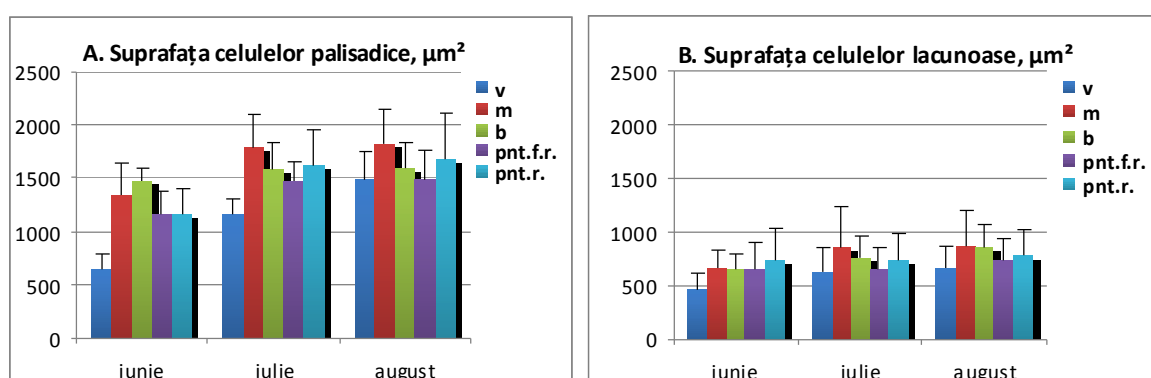 A. Suprafața celulelor palisadice, µm²
2500
2000
1500
1000
500
0
iunie iulie august
v
m
b
pnt.f.r.
pnt.r.
B. Suprafața celulelor lacunoase, µm²
2500
2000
1500
1000
500
0
iunie iulie august
v
m
b
pnt.f.r.
pnt.r.